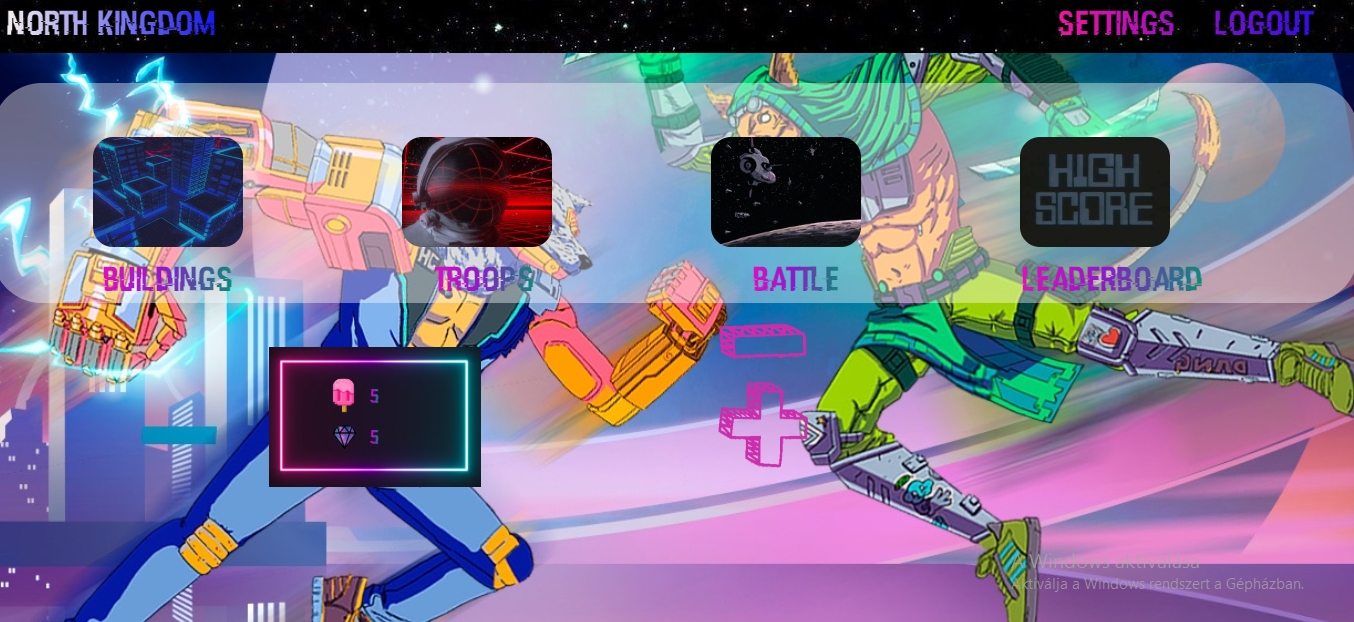 NORTH KINGDOM
SETTINGS LOGOUT
HIGH
SCORE
BUILDINGS TROOPS BATTLE LEADERBOARD
5
5
Windows aktiválása
Aktiválja a Windows rendszert a Gépházban.